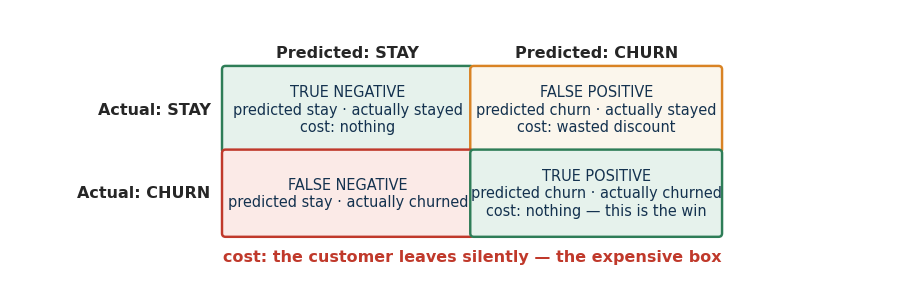 Predicted: STAY
Predicted: CHURN
Actual: STAY
TRUE NEGATIVE
predicted stay · actually stayed
cost: nothing
FALSE POSITIVE
predicted churn · actually stayed
cost: wasted discount
Actual: CHURN
FALSE NEGATIVE
predicted stay · actually churned
TRUE POSITIVE
predicted churn · actually churned
cost: nothing — this is the win
cost: the customer leaves silently — the expensive box